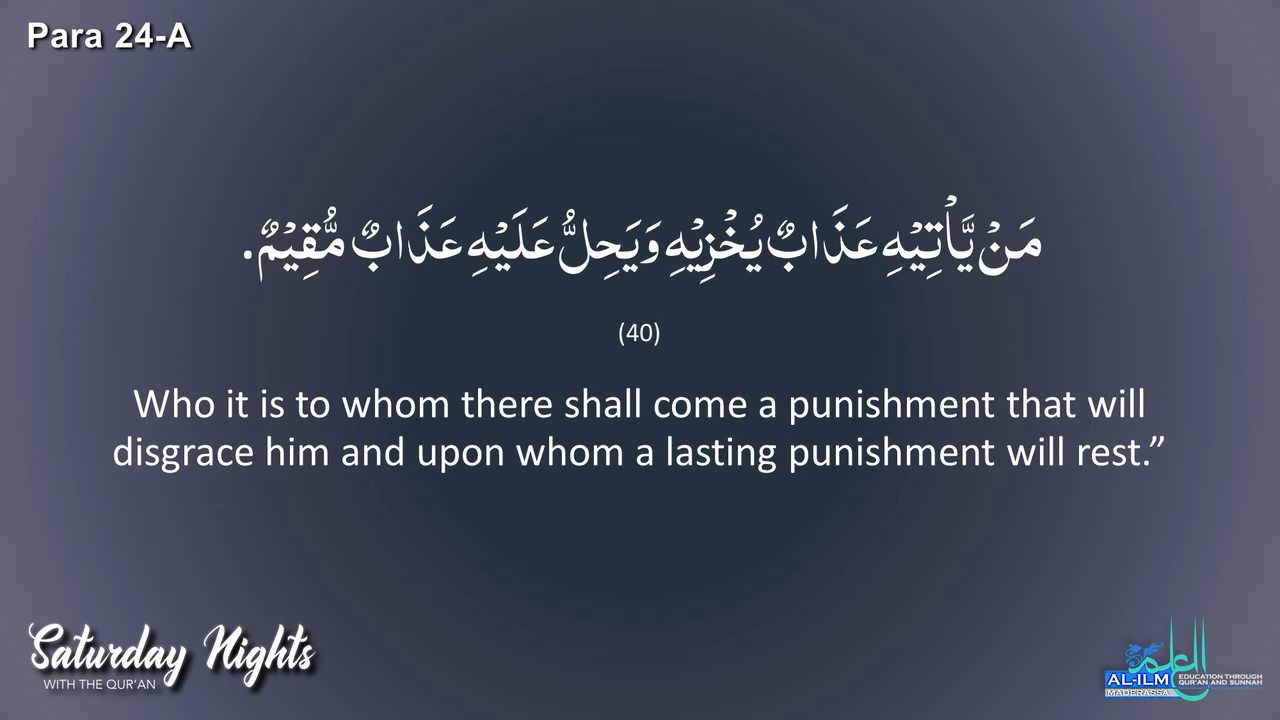 Para 24-A
مَنْ يَّاْتِيْهِ عَذَابٌ يُخْزِيْهِ وَيَحِلُّ عَلَيْهِ عَذَابٌ مُّقِيْمٌ.
(40)
Who it is to whom there shall come a punishment that will
disgrace him and upon whom a lasting punishment will rest.”
Saturday Nights
WITH THE QUR’AN
العلم
AL-ILM
MADERASSA
EDUCATION THROUGH
QUR’AN AND SUNNAH